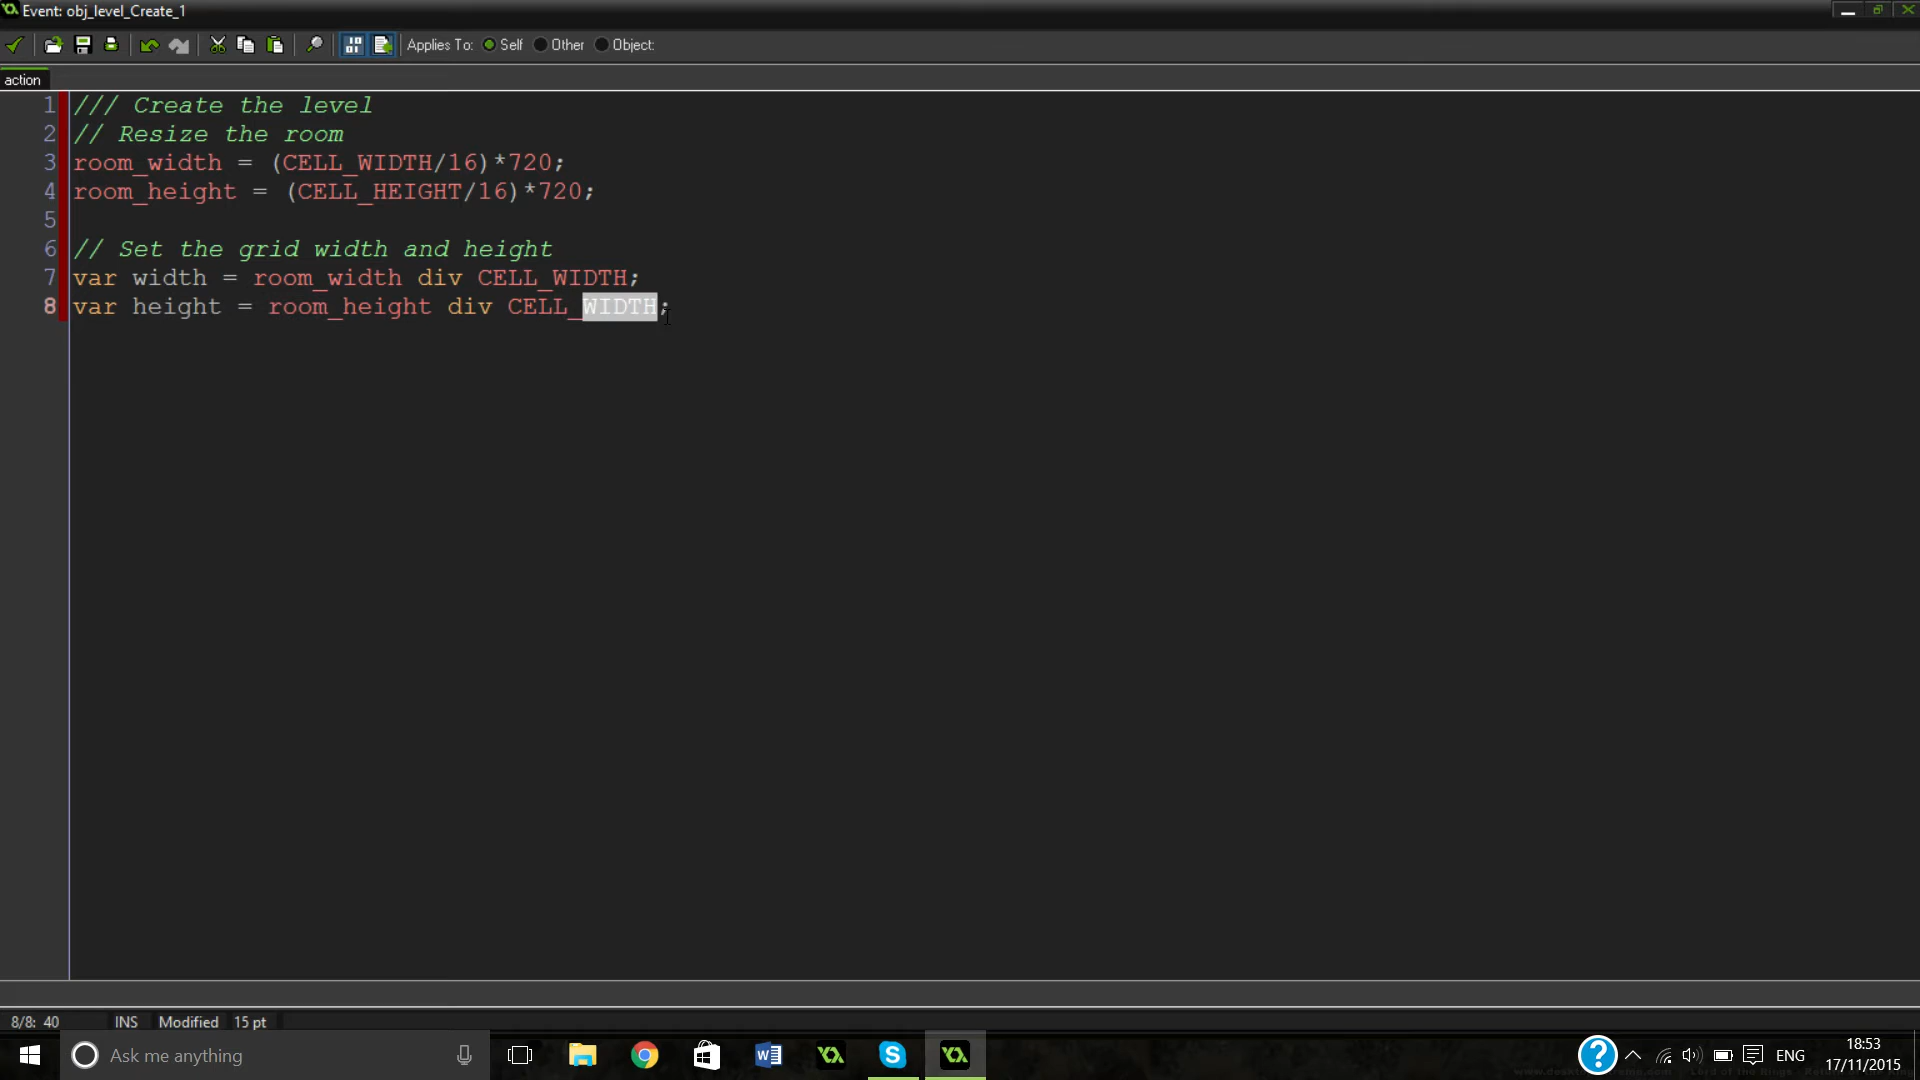 Event: obj_level_Create_1
Applies To: Self Other Object:
action
1 /// Create the level
2 // Resize the room
3 room_width = (CELL_WIDTH/16)*720;
4 room_height = (CELL_HEIGHT/16)*720;
5
6 // Set the grid width and height
7 var width = room_width div CELL_WIDTH;
8 var height = room_height div CELL_WIDTH;
8/8: 40 INS Modified 15 pt
Ask me anything
ENG
18:53
17/11/2015